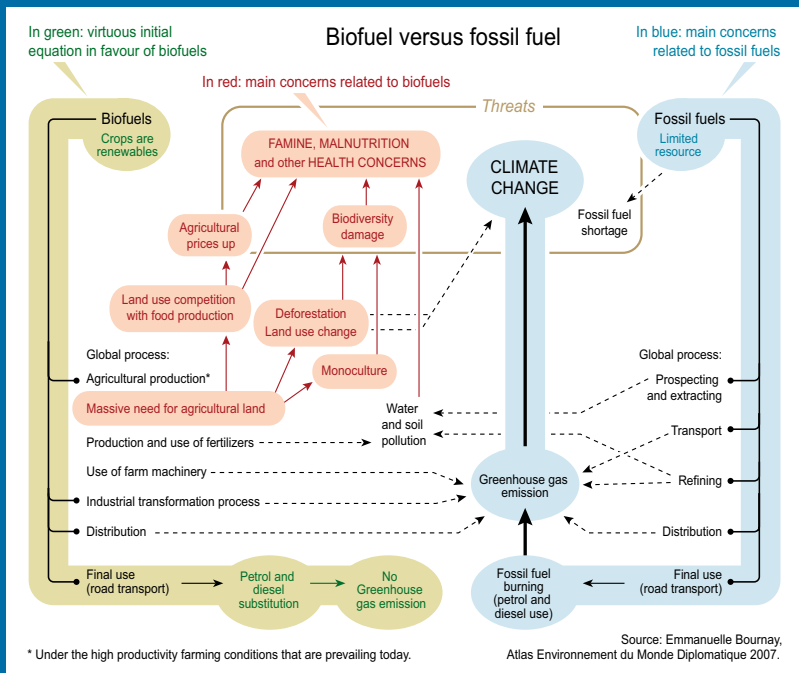 In green: virtuous initial
equation in favour of biofuels
Biofuel versus fossil fuel
In blue: main concerns
related to fossil fuels
In red: main concerns related to biofuels
Threats
Biofuels
Crops are
renewables
FAMINE, MALNUTRITION
and other HEALTH CONCERNS
CLIMATE
CHANGE
Fossil fuels
Limited
resource
Agricultural
prices up
Biodiversity
damage
Fossil fuel
shortage
Land use competition
with food production
Deforestation
Land use change
Global process:
Agricultural production*
Monoculture
Massive need for agricultural land
Water
and soil
pollution
Global process:
Prospecting
and extracting
Production and use of fertilizers
Transport
Use of farm machinery
Greenhouse gas
emission
Refining
Industrial transformation process
Distribution
Distribution
Final use
(road transport)
Petrol and
diesel
substitution
No
Greenhouse
gas emission
Fossil fuel
burning
(petrol and
diesel use)
Final use
(road transport)
* Under the high productivity farming conditions that are prevailing today.
Source: Emmanuelle Bournay,
Atlas Environnement du Monde Diplomatique 2007.